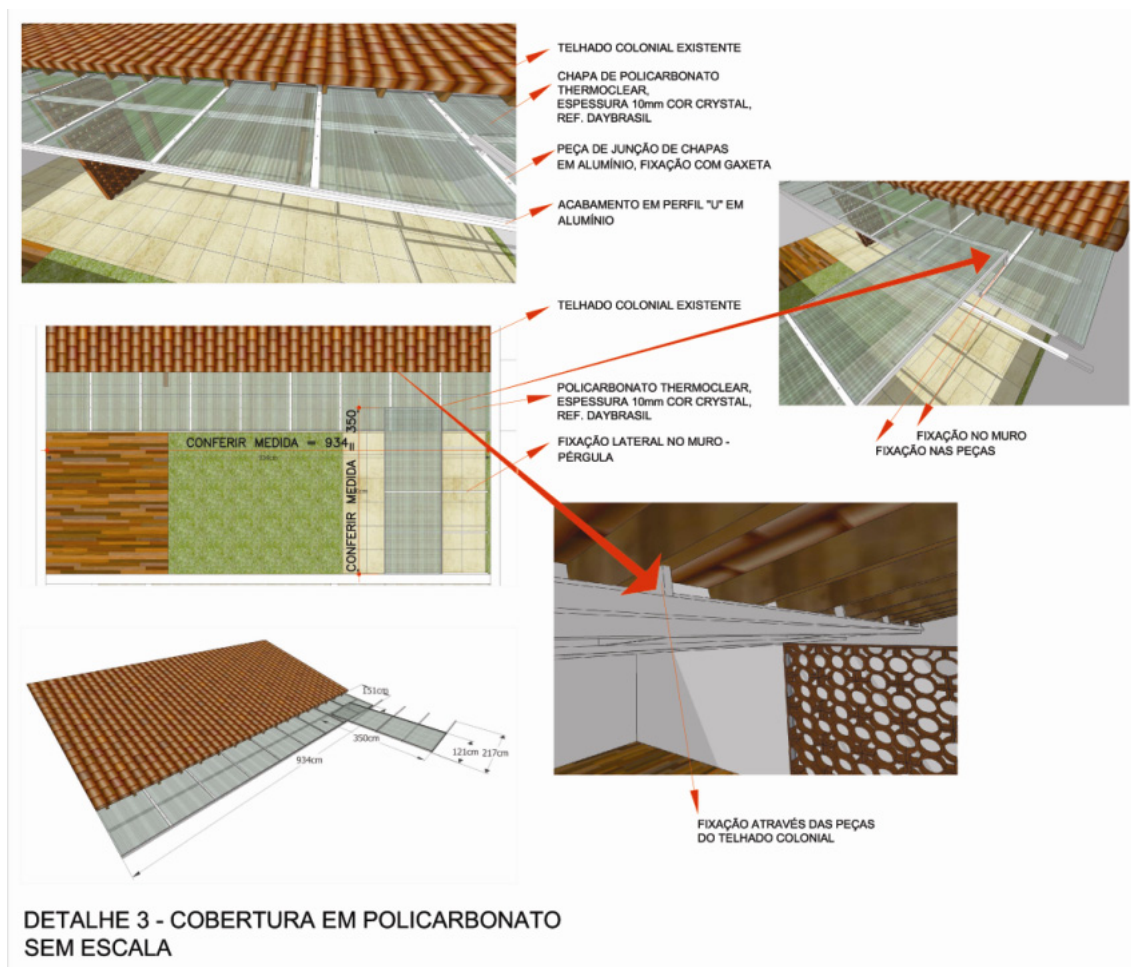 TELHADO COLONIAL EXISTENTE
CHAPA DE POLICARBONATO
THERMOCLEAR,
ESPESSURA 10mm COR CRYSTAL,
REF. DAYBRASIL
PEÇA DE JUNÇÃO DE CHAPAS
EM ALUMÍNIO, FIXAÇÃO COM GAXETA
ACABAMENTO EM PERFIL "U" EM
ALUMÍNIO
TELHADO COLONIAL EXISTENTE
POLICARBONATO THERMOCLEAR,
ESPESSURA 10mm COR CRYSTAL,
REF. DAYBRASIL
FIXAÇÃO LATERAL NO MURO -
PÉRGULA
CONFERIR MEDIDA = 934
CONFERIR MEDIDA = 350
FIXAÇÃO NO MURO
FIXAÇÃO NAS PEÇAS
151cm
350cm
121cm
217cm
934cm
FIXAÇÃO ATRAVÉS DAS PEÇAS
DO TELHADO COLONIAL
DETALHE 3 - COBERTURA EM POLICARBONATO
SEM ESCALA